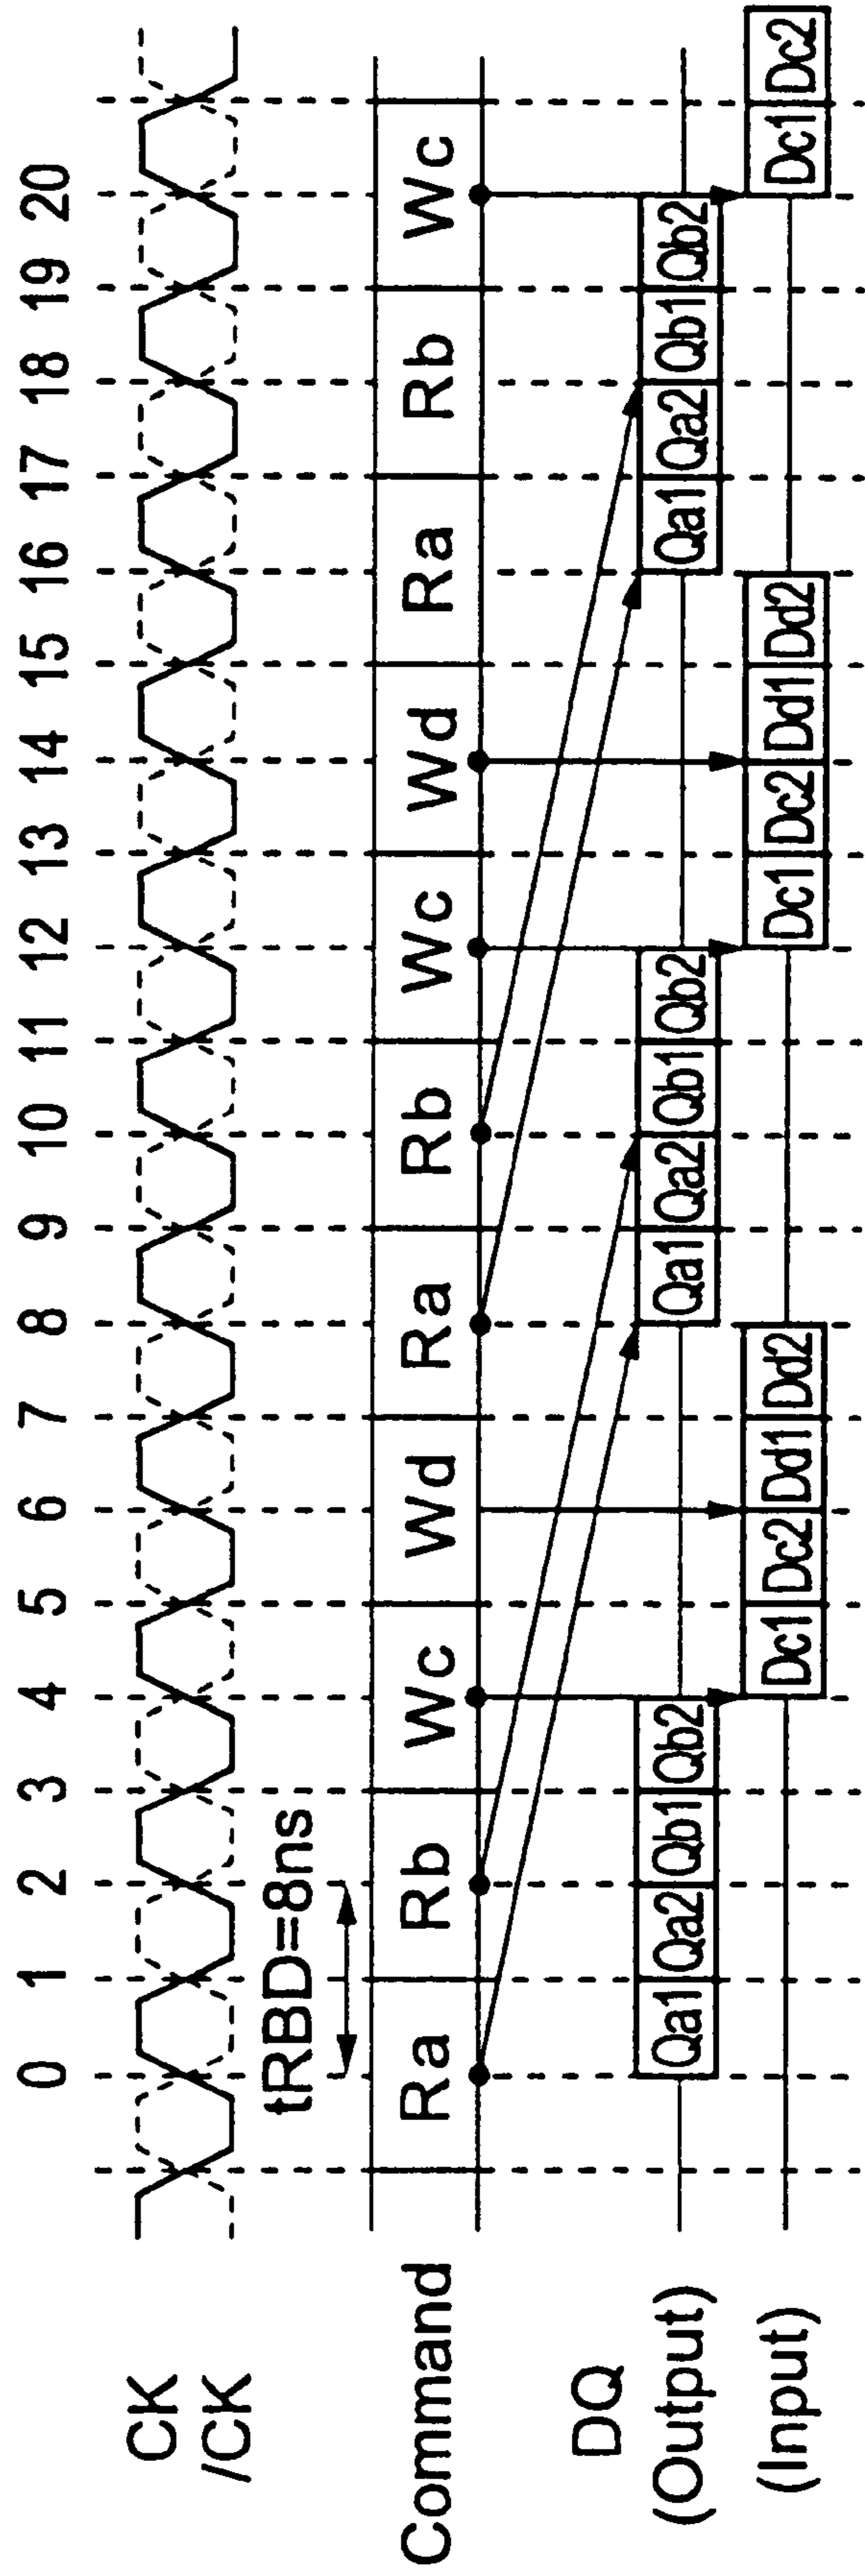 0 1 2 3 4 5 6 7 8 9 10 11 12 13 14 15 16 17 18 19 20
CK
/CK
tRBD=8ns
Command Ra Rb Wc Wd Ra Rb Wc Wd Ra Rb Wc
DQ
(Output) Qa1 Qa2 Qb1 Qb2 Qa1 Qa2 Qb1 Qb2 Qa1 Qa2 Qb1 Qb2
(Input) Dc1 Dc2 Dd1 Dd2 Dc1 Dc2 Dd1 Dd2 Dc1 Dc2